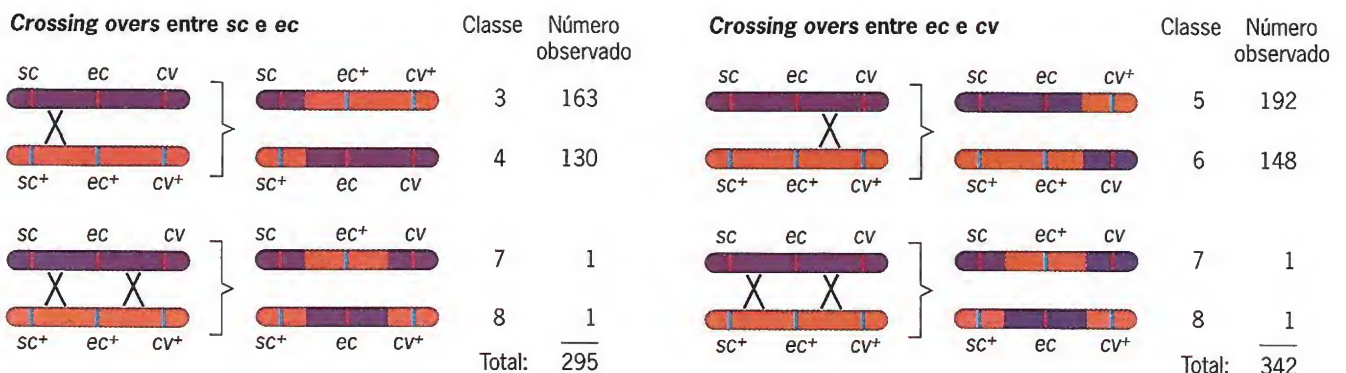 Crossing overs entre sc e ec
Classe Número observado
sc ec cv
sc ec+ cv+
3 163
4 130
sc+ ec+ cv+
sc+ ec cv
sc ec cv
sc ec+ cv
7 1
8 1
sc+ ec+ cv+
sc+ ec cv+
Total: 295
Crossing overs entre ec e cv
Classe Número observado
sc ec cv
sc ec cv+
5 192
6 148
sc+ ec+ cv+
sc+ ec+ cv
sc ec cv
sc ec+ cv
7 1
8 1
sc+ ec+ cv+
sc+ ec cv+
Total: 342